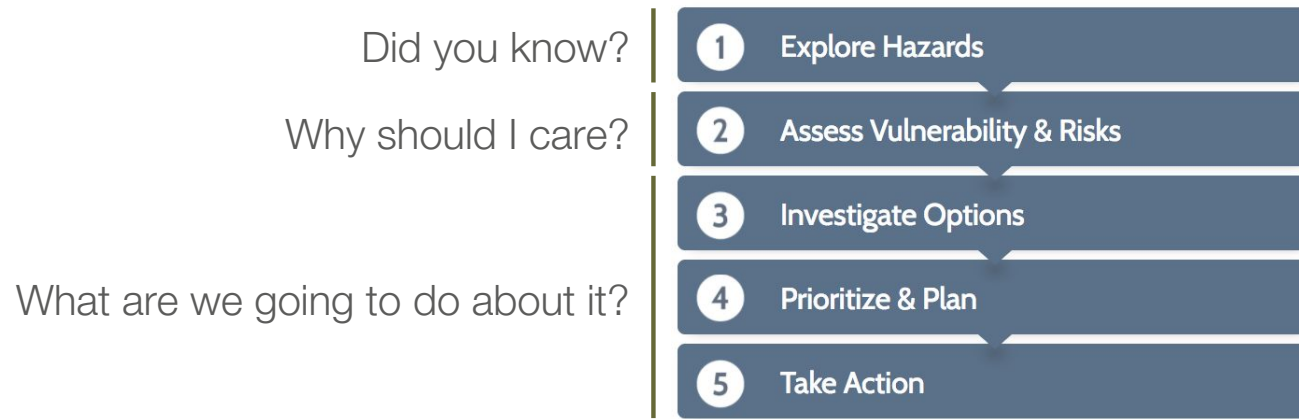 Did you know?
1 Explore Hazards
Why should I care?
2 Assess Vulnerability & Risks
What are we going to do about it?
3 Investigate Options
4 Prioritize & Plan
5 Take Action